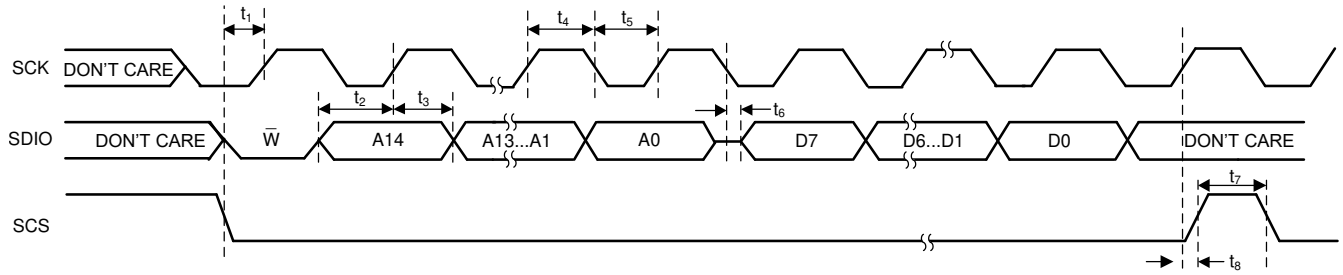 t1 t4 t5
SCK DON'T CARE
t2 t3 t6
SDIO DON'T CARE W̅ A14 A13...A1 A0 D7 D6...D1 D0 DON'T CARE
t7
SCS
t8